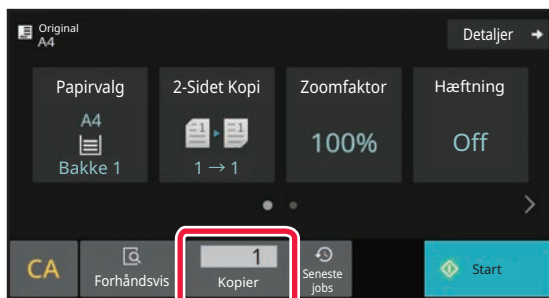 Original
A4
Detaljer
Papirvalg
A4
Bakke 1
2-Sidet Kopi
1 → 1
Zoomfaktor
100%
Hæftning
Off
CA
Forhåndsvis
1
Kopier
Seneste
jobs
Start